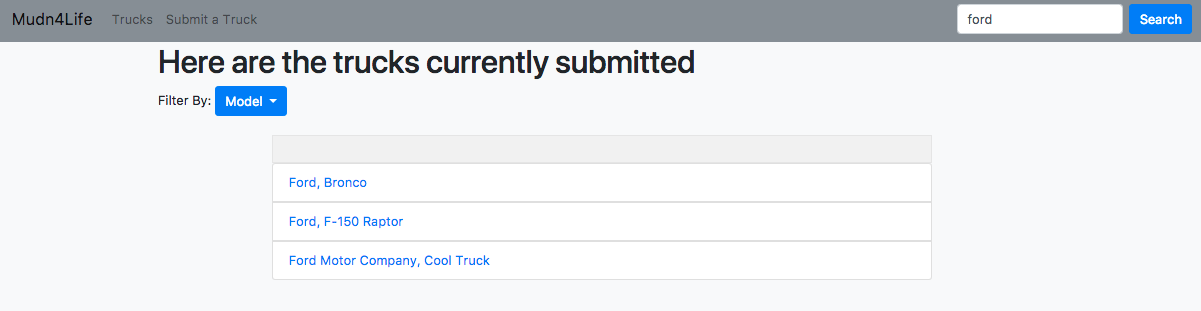 Mudn4Life Trucks Submit a Truck ford Search
Here are the trucks currently submitted
Filter By: Model
Ford, Bronco
Ford, F-150 Raptor
Ford Motor Company, Cool Truck